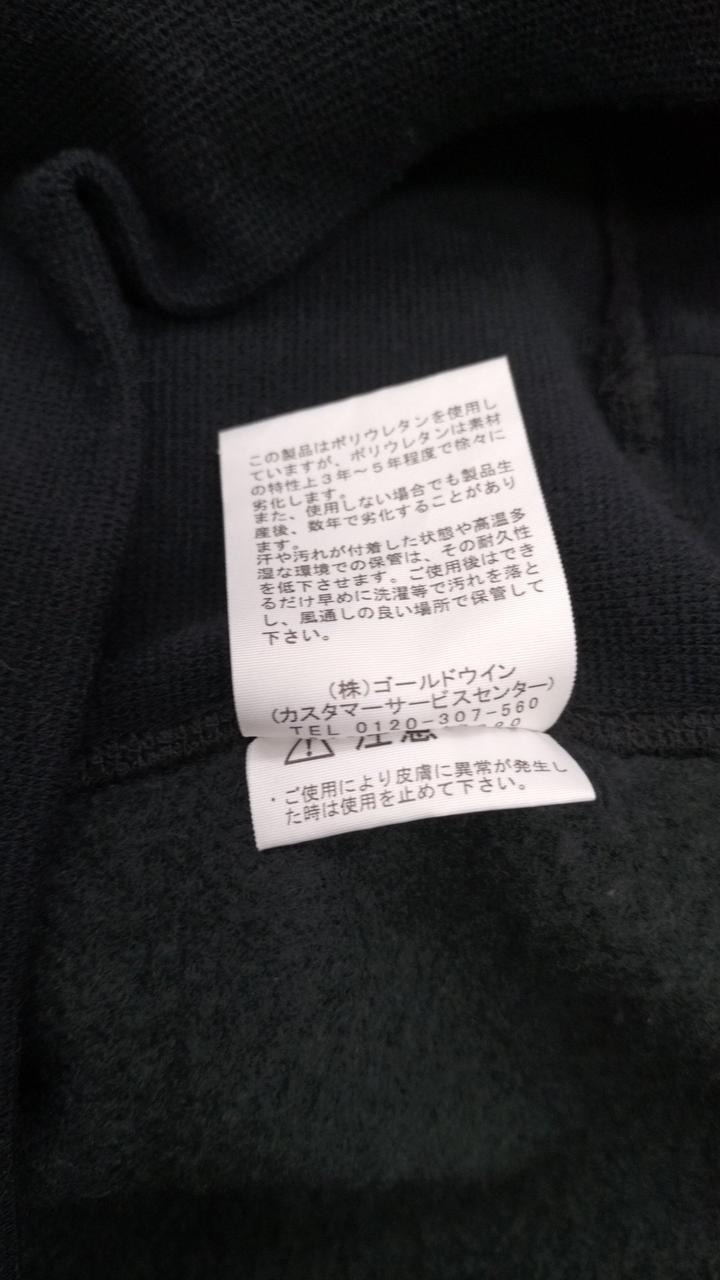 この製品はポリウレタンを使用し
ていますが、ポリウレタンは素材
の特性上3年～5年程度で徐々に
劣化します。
また、使用しない場合でも製品生
産後、数年で劣化することがあり
ます。
汗や汚れが付着した状態や高温多
湿な環境での保管は、その耐久性
を低下させます。ご使用後はでき
るだけ早めに洗濯等で汚れを落と
し、風通しの良い場所で保管して
下さい。
(株)ゴールドウイン
(カスタマーサービスセンター)
TEL 0120-307-560
注意
・ご使用により皮膚に異常が発生し
た時は使用を止めて下さい。